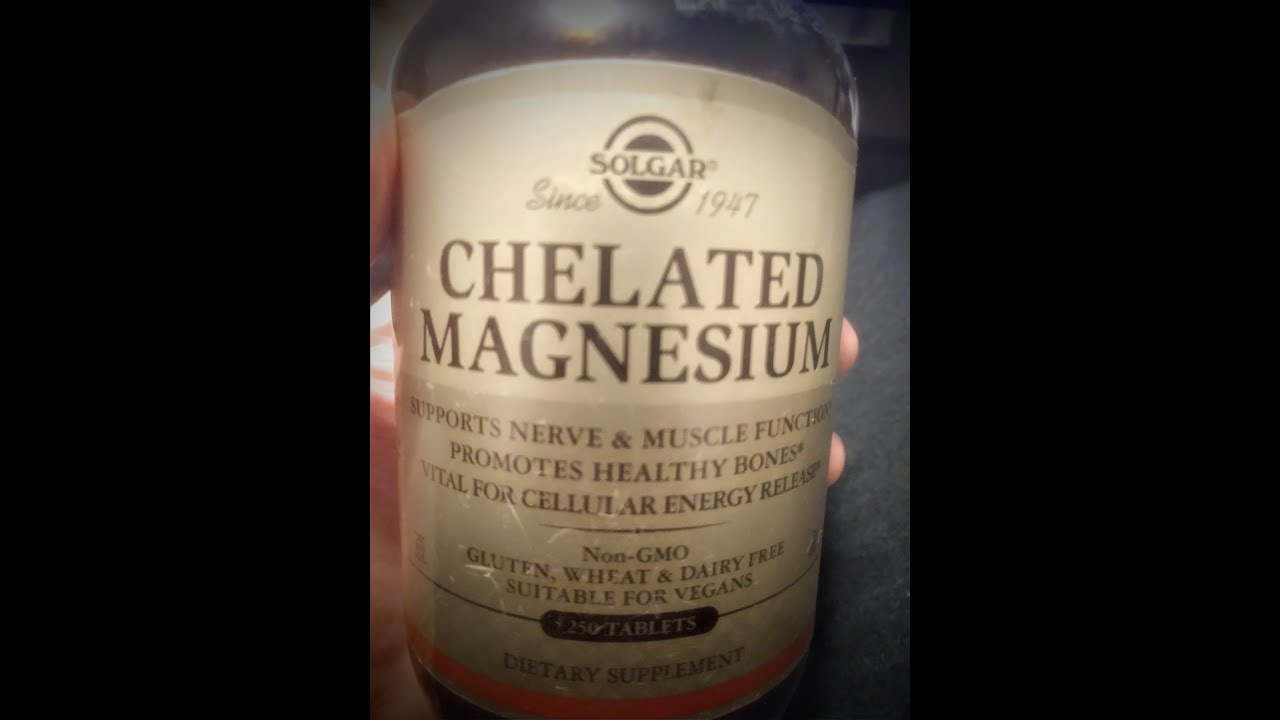 SOLGAR®
Since 1947
CHELATED
MAGNESIUM
SUPPORTS NERVE & MUSCLE FUNCTION
PROMOTES HEALTHY BONES*
VITAL FOR CELLULAR ENERGY RELEASE*
Non-GMO
GLUTEN, WHEAT & DAIRY FREE
SUITABLE FOR VEGANS
250 TABLETS
DIETARY SUPPLEMENT